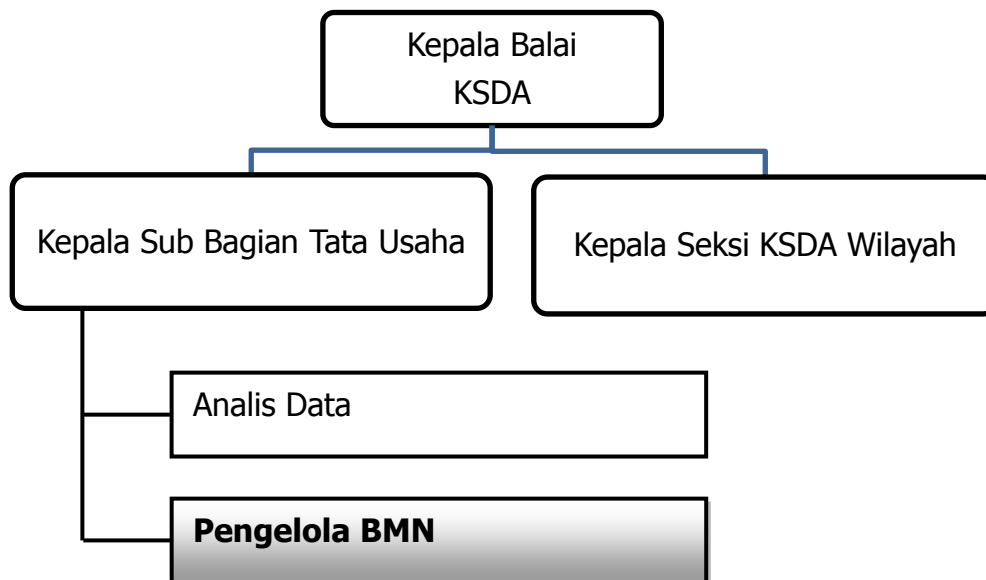 Kepala Balai
KSDA
Kepala Sub Bagian Tata Usaha
Kepala Seksi KSDA Wilayah
Analis Data
Pengelola BMN